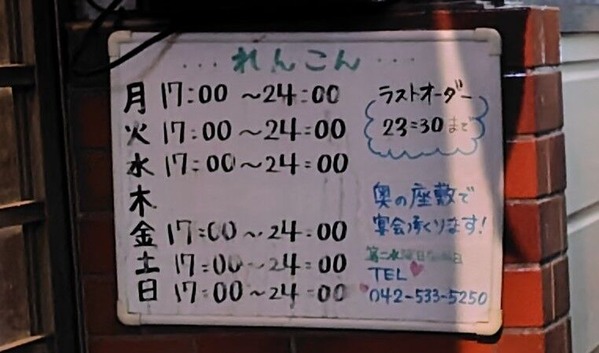 ・・・れんこん・・・
月 17:00 〜24:00
火 17:00 〜24:00
水 17:00 〜24:00
木
金 17:00 〜24:00
土 17:00 〜24:00
日 17:00 〜24:00
ラストオーダー
23:30まで
奥の座敷で
宴会承ります!
TEL♥
042-533-5250